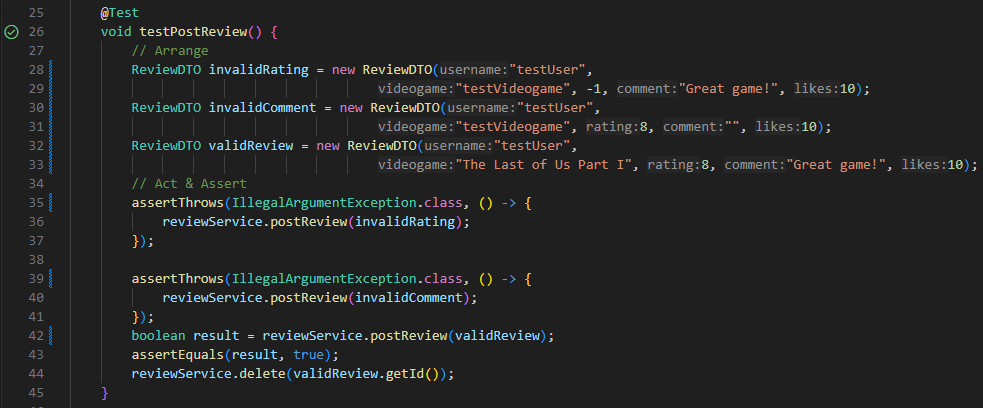 25 @Test
26 void testPostReview() {
27 // Arrange
28 ReviewDTO invalidRating = new ReviewDTO(username:"testUser",
29 videogame:"testVideogame", -1, comment:"Great game!", likes:10);
30 ReviewDTO invalidComment = new ReviewDTO(username:"testUser",
31 videogame:"testVideogame", rating:8, comment:"", likes:10);
32 ReviewDTO validReview = new ReviewDTO(username:"testUser",
33 videogame:"The Last of Us Part I", rating:8, comment:"Great game!", likes:10);
34 // Act & Assert
35 assertThrows(IllegalArgumentException.class, () -> {
36 reviewService.postReview(invalidRating);
37 });
38
39 assertThrows(IllegalArgumentException.class, () -> {
40 reviewService.postReview(invalidComment);
41 });
42 boolean result = reviewService.postReview(validReview);
43 assertEquals(result, true);
44 reviewService.delete(validReview.getId());
45 }